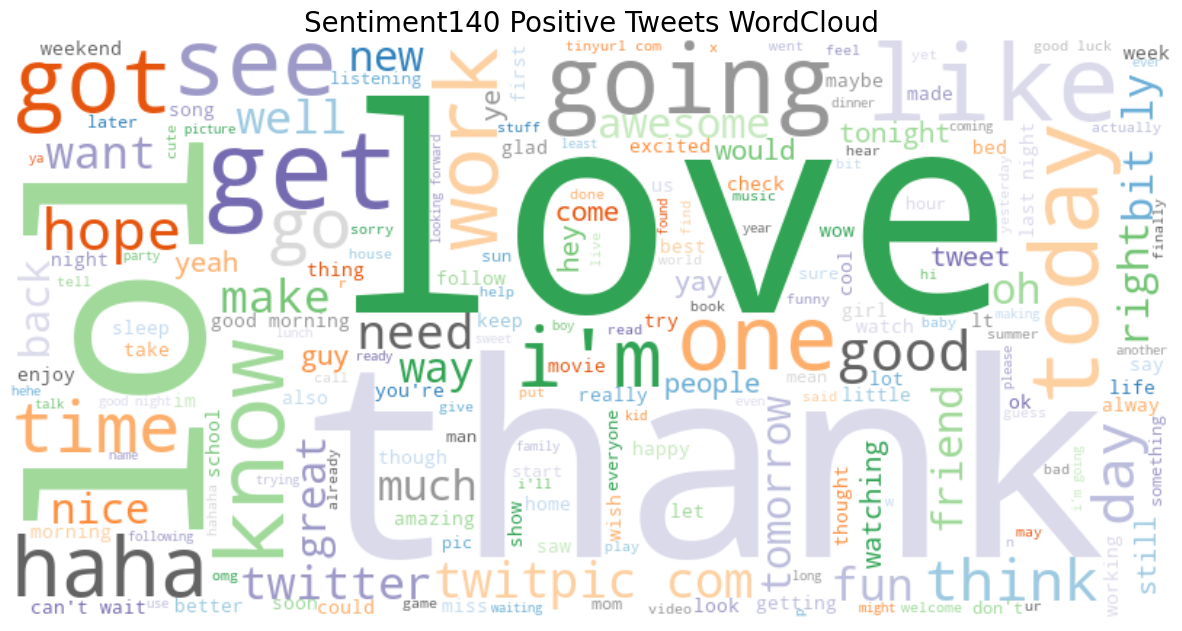 Sentiment140 Positive Tweets WordCloud
weekend
got
see
new
listening
song
later
picture
cute
ya
want
well
work
ye
first
tinyurl com
x
went
feel
yet
good luck
week
ever
going
maybe
like
made
dinner
stuff
awesome
tonight
coming
actually
glad
least
excited
would
hear
bed
bit
lol
get
love
looking forward
hope
go
sorry
us
check
music
done
come
found
find
hey
live
best
world
year
wow
hour
yesterday
last night
today
right
bit
lly
finally
night
party
yeah
house
thing
r
sun
follow
help
yay
book
funny
sure
cool
tweet
hi
oh
making
back
tell
make
good morning
lunch
need
keep
sweet
boy
read
try
i'm
movie
one
girl
watch
baby
lt
summer
good
another
say
sleep
take
know
guy
ready
way
enjoy
hehe
talk
good night
im
call
also
you're
give
put
really
people
even
mean
said
lot
little
friend
please
ok
guess
life
alway
time
name
school
trying
great
already
thank
man
though
family
start
i'll
everyone
kid
happy
tomorrow
thought
watching
w
bad
i'm going
day
something
nice
much
amazing
show
home
wish
let
morning
following
hahaha
pic
saw
play
n
may
working
still
haha
omg
twitter
twitpic com
long
fun
think
can't wait
use
better
soon
could
game
miss
waiting
mom
video
look
getting
p
might
welcome
don't
ur